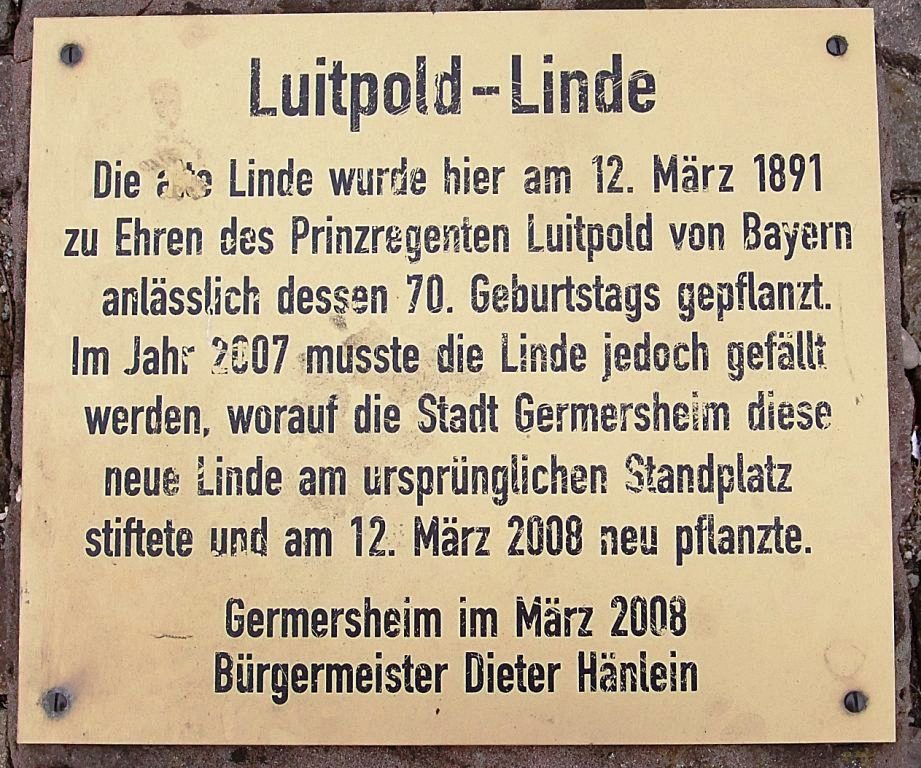 Luitpold-Linde
Die alte Linde wurde hier am 12. März 1891
zu Ehren des Prinzregenten Luitpold von Bayern
anlässlich dessen 70. Geburtstags gepflanzt.
Im Jahr 2007 musste die Linde jedoch gefällt
werden, worauf die Stadt Germersheim diese
neue Linde am ursprünglichen Standplatz
stiftete und am 12. März 2008 neu pflanzte.
Germersheim im März 2008
Bürgermeister Dieter Hänlein